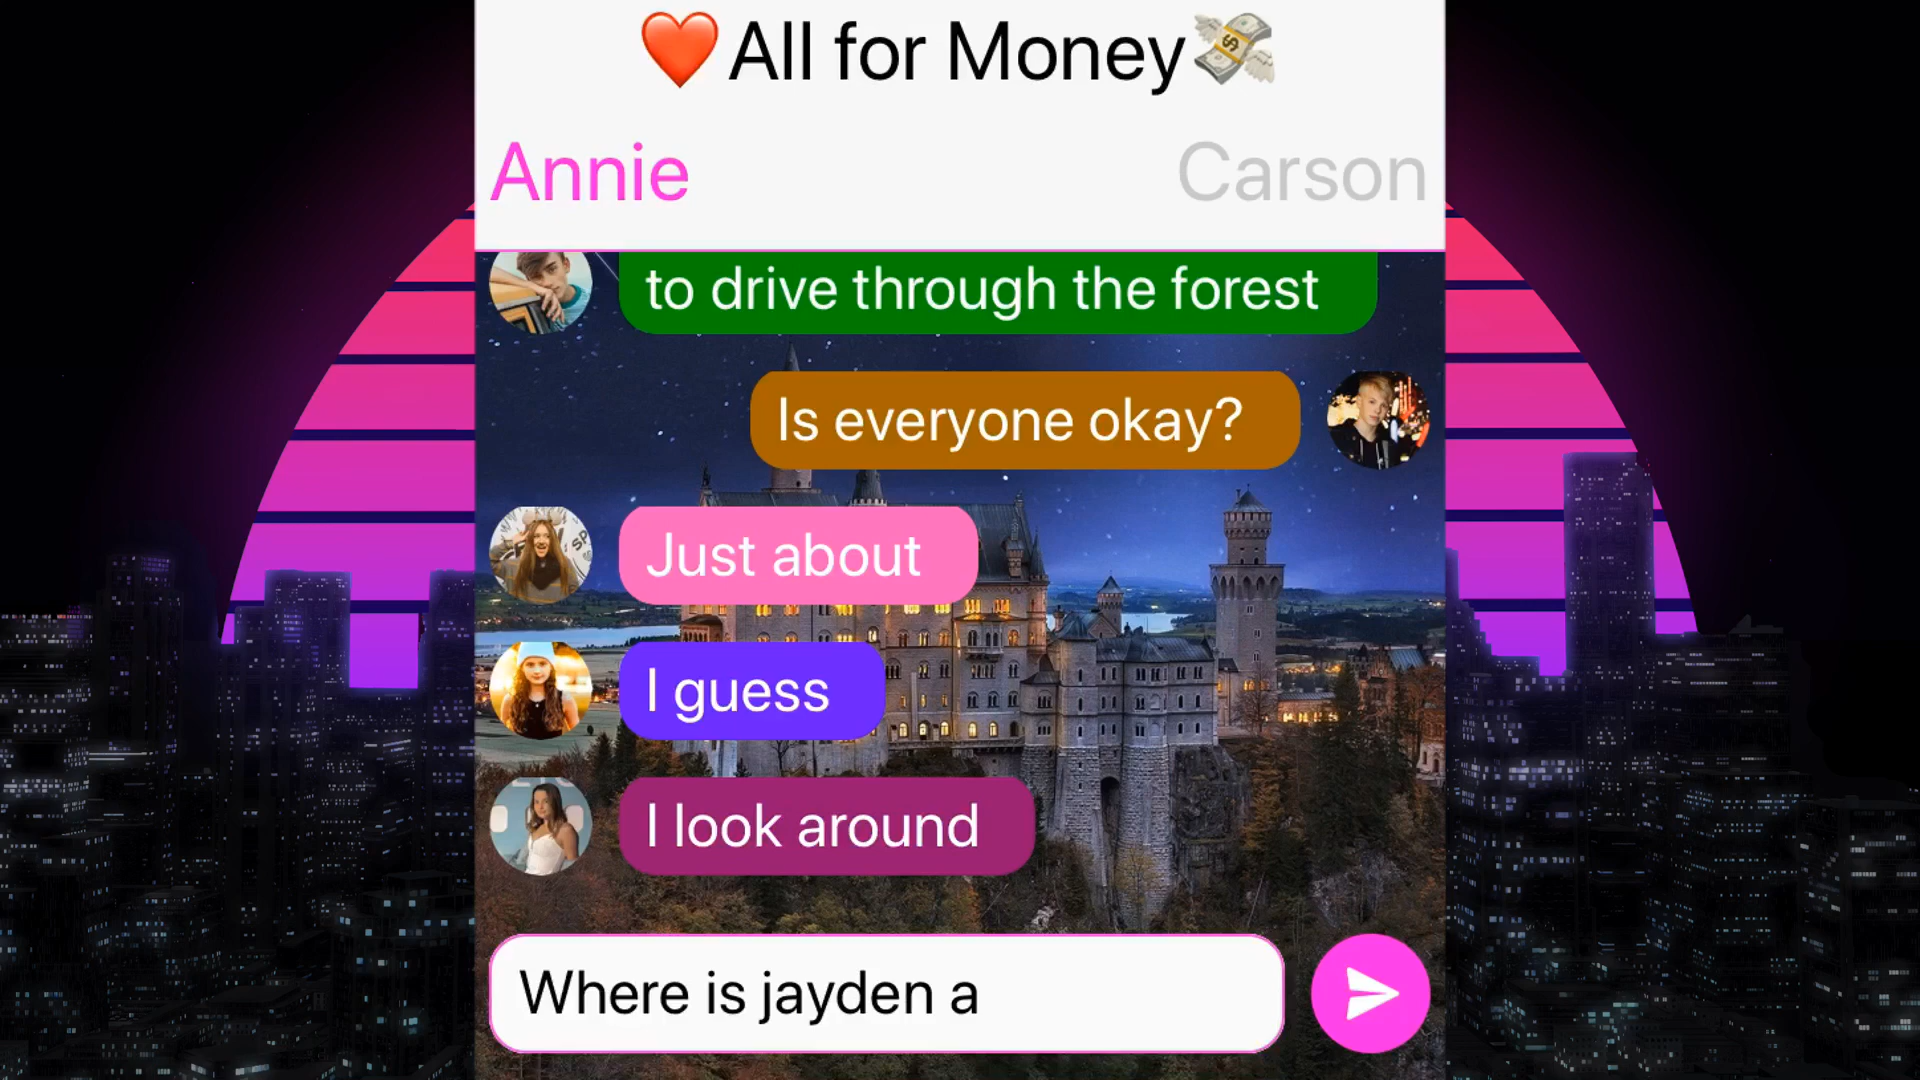 ❤️All for Money💸
Annie
Carson
to drive through the forest
Is everyone okay?
Just about
I guess
I look around
Where is jayden a